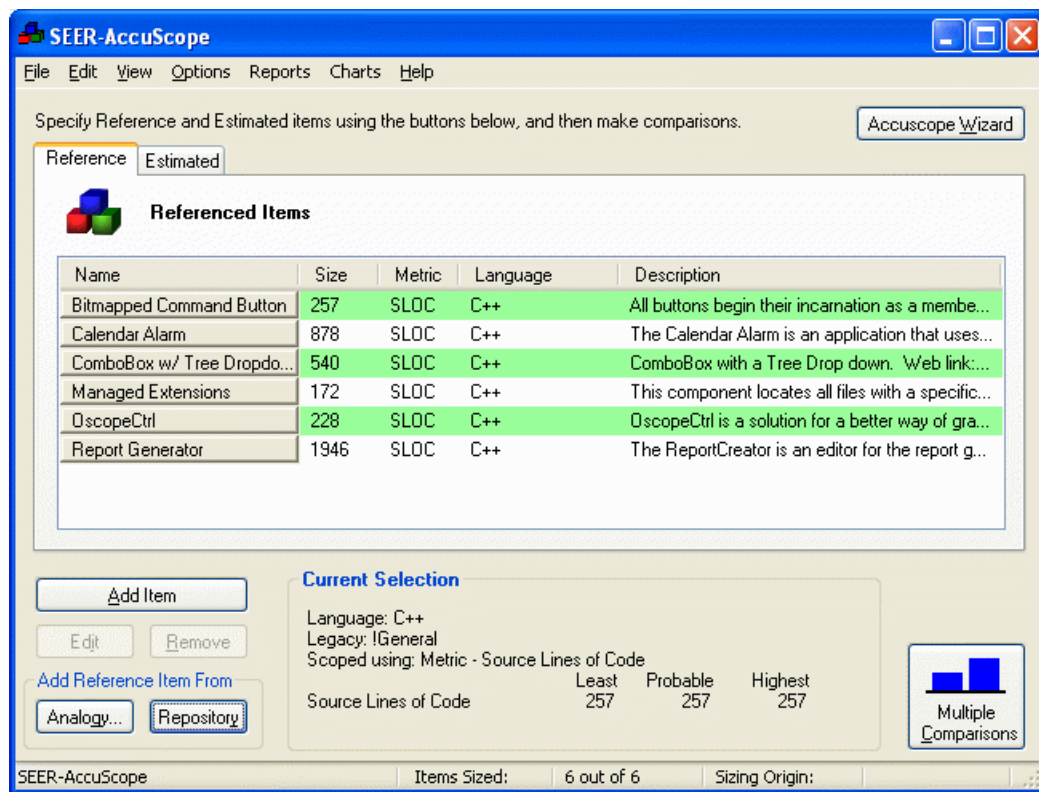 SEER-AccuScope
File Edit View Options Reports Charts Help
Specify Reference and Estimated items using the buttons below, and then make comparisons.
Accuscope Wizard
Reference Estimated
Referenced Items
Name Size Metric Language Description
Bitmapped Command Button 257 SLOC C++ All buttons begin their incarnation as a membe...
Calendar Alarm 878 SLOC C++ The Calendar Alarm is an application that uses...
ComboBox w/ Tree Dropdo... 540 SLOC C++ ComboBox with a Tree Drop down. Web link:...
Managed Extensions 172 SLOC C++ This component locates all files with a specific...
OscopeCtrl 228 SLOC C++ OscopeCtrl is a solution for a better way of gra...
Report Generator 1946 SLOC C++ The ReportCreator is an editor for the report g...
Add Item
Edit Remove
Add Reference Item From
Analogy... Repository
Current Selection
Language: C++
Legacy: !General
Scoped using: Metric - Source Lines of Code
Least Probable Highest
Source Lines of Code 257 257 257
Multiple
Comparisons
SEER-AccuScope Items Sized: 6 out of 6 Sizing Origin: